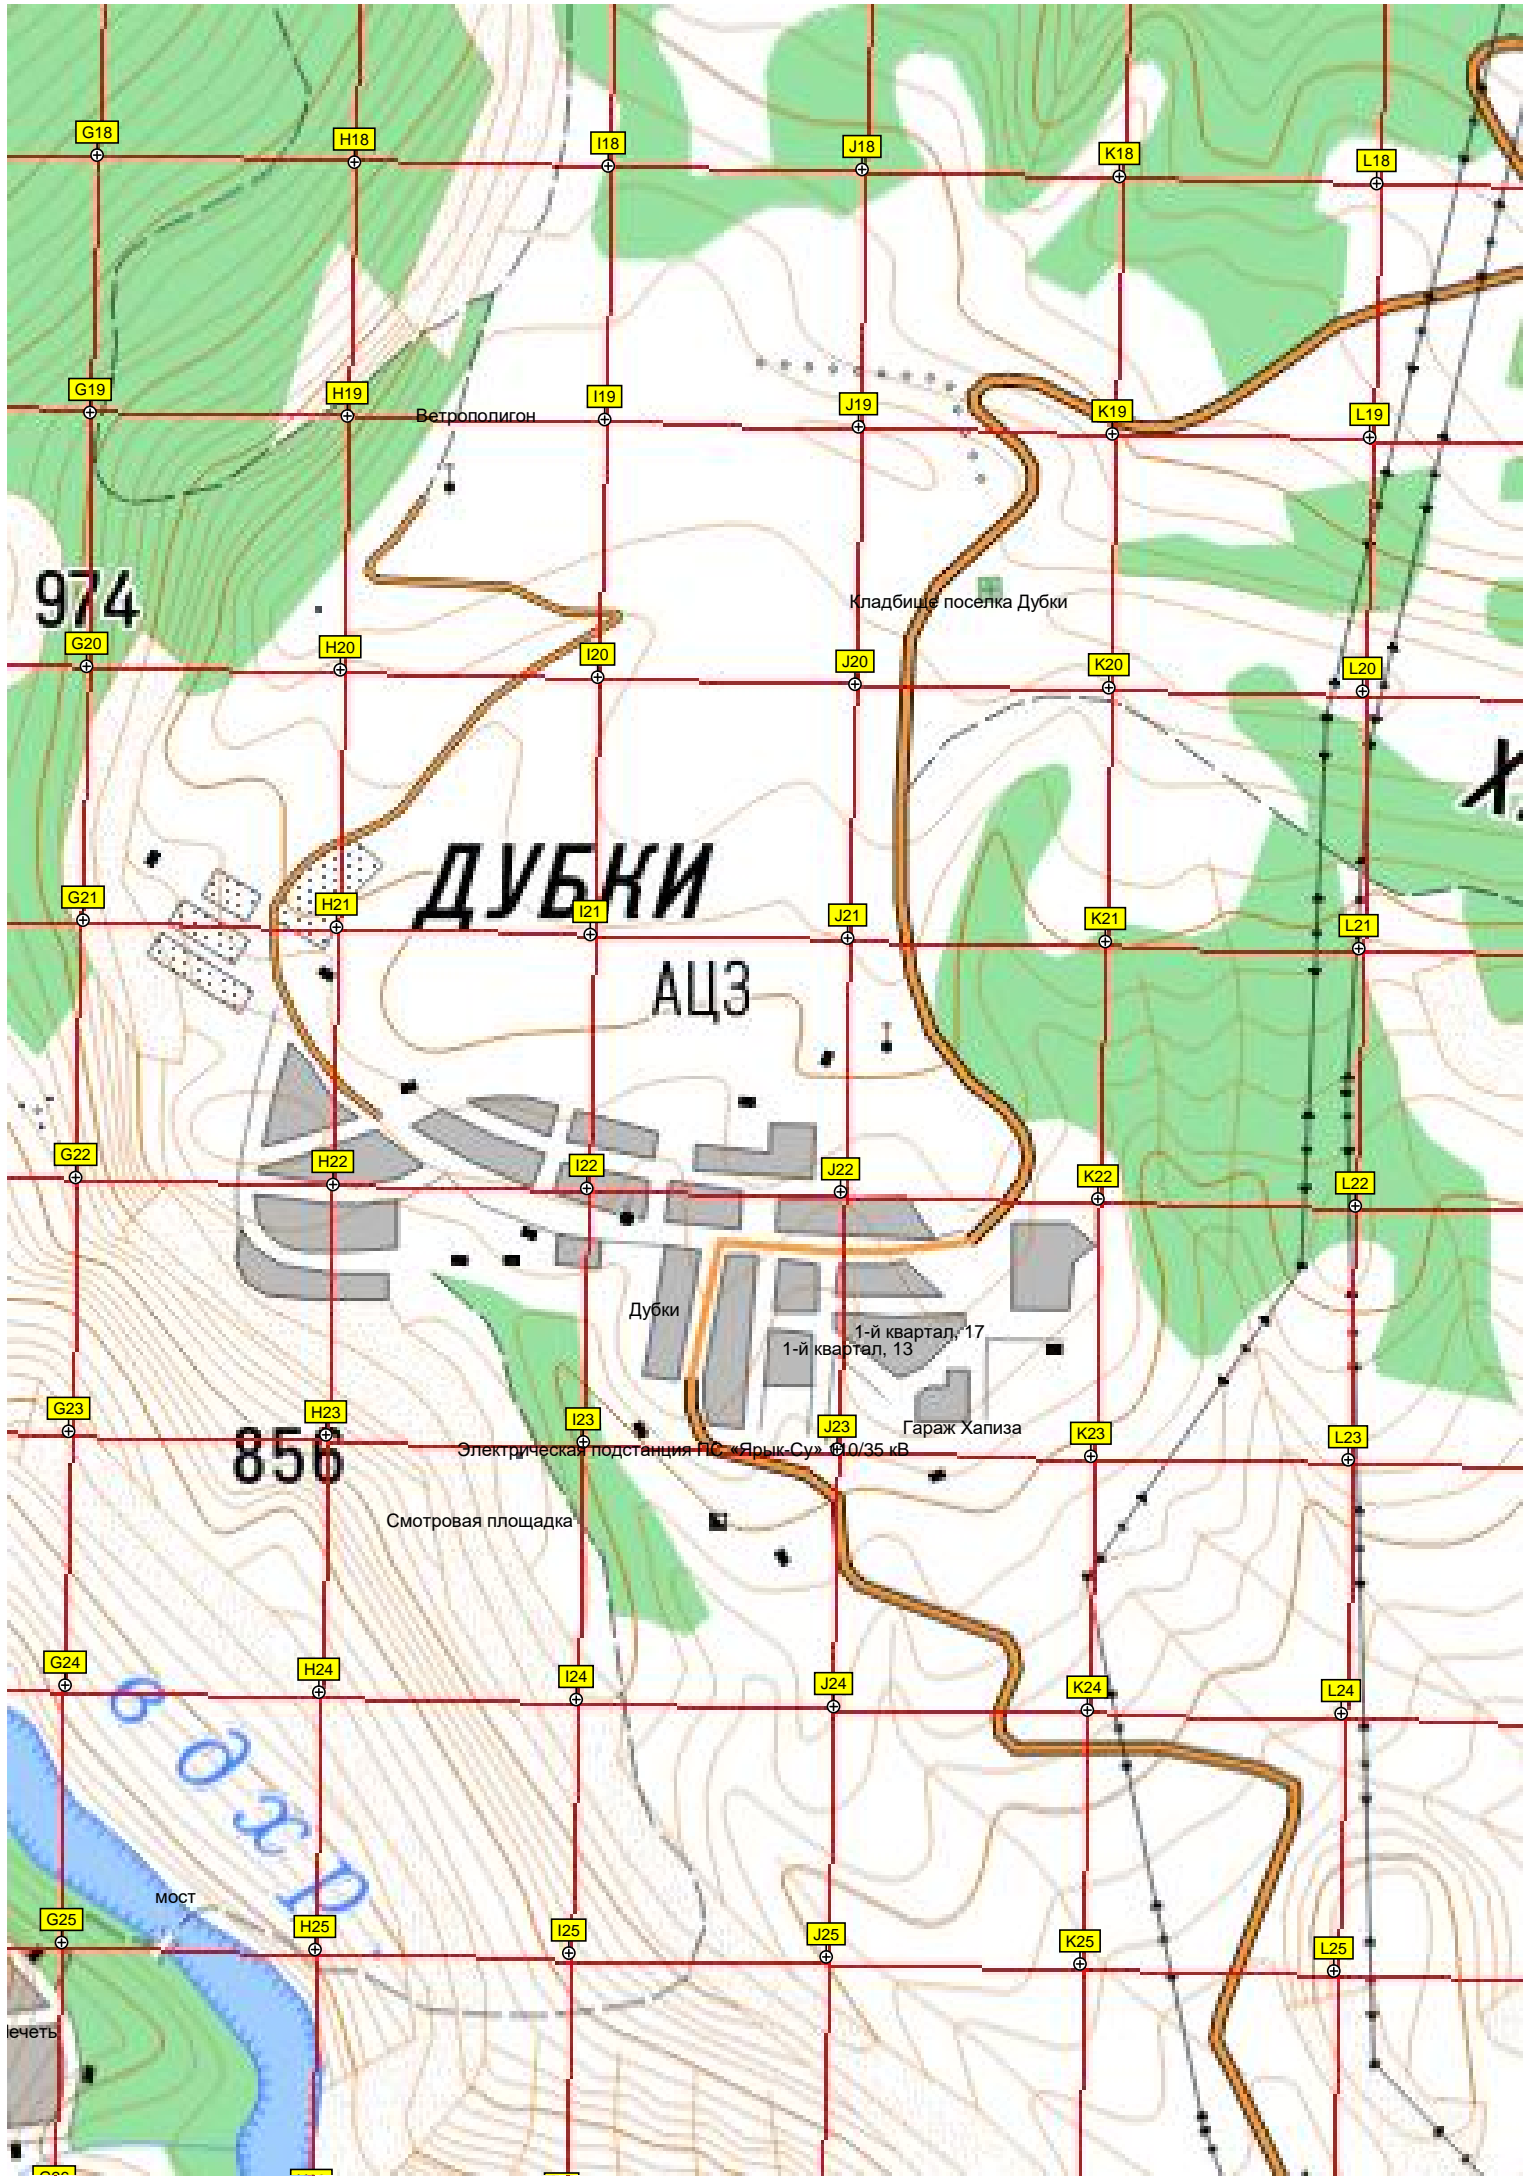 G18 H18 I18 J18 K18 L18
G19 H19 I19 J19 K19 L19
Ветрополигон
974
Кладбище поселка Дубки
G20 H20 I20 J20 K20 L20
ДУБКИ
G21 H21 I21 J21 K21 L21
АЦЗ
G22 H22 I22 J22 K22 L22
Дубки
1-й квартал, 17
1-й квартал, 13
G23 H23 I23 J23 K23 L23
Гараж Хапиза
856
Электрическая подстанция ПС «Ярык-Су» 110/35 кВ
Смотровая площадка
G24 H24 I24 J24 K24 L24
мост
G25 H25 I25 J25 K25 L25